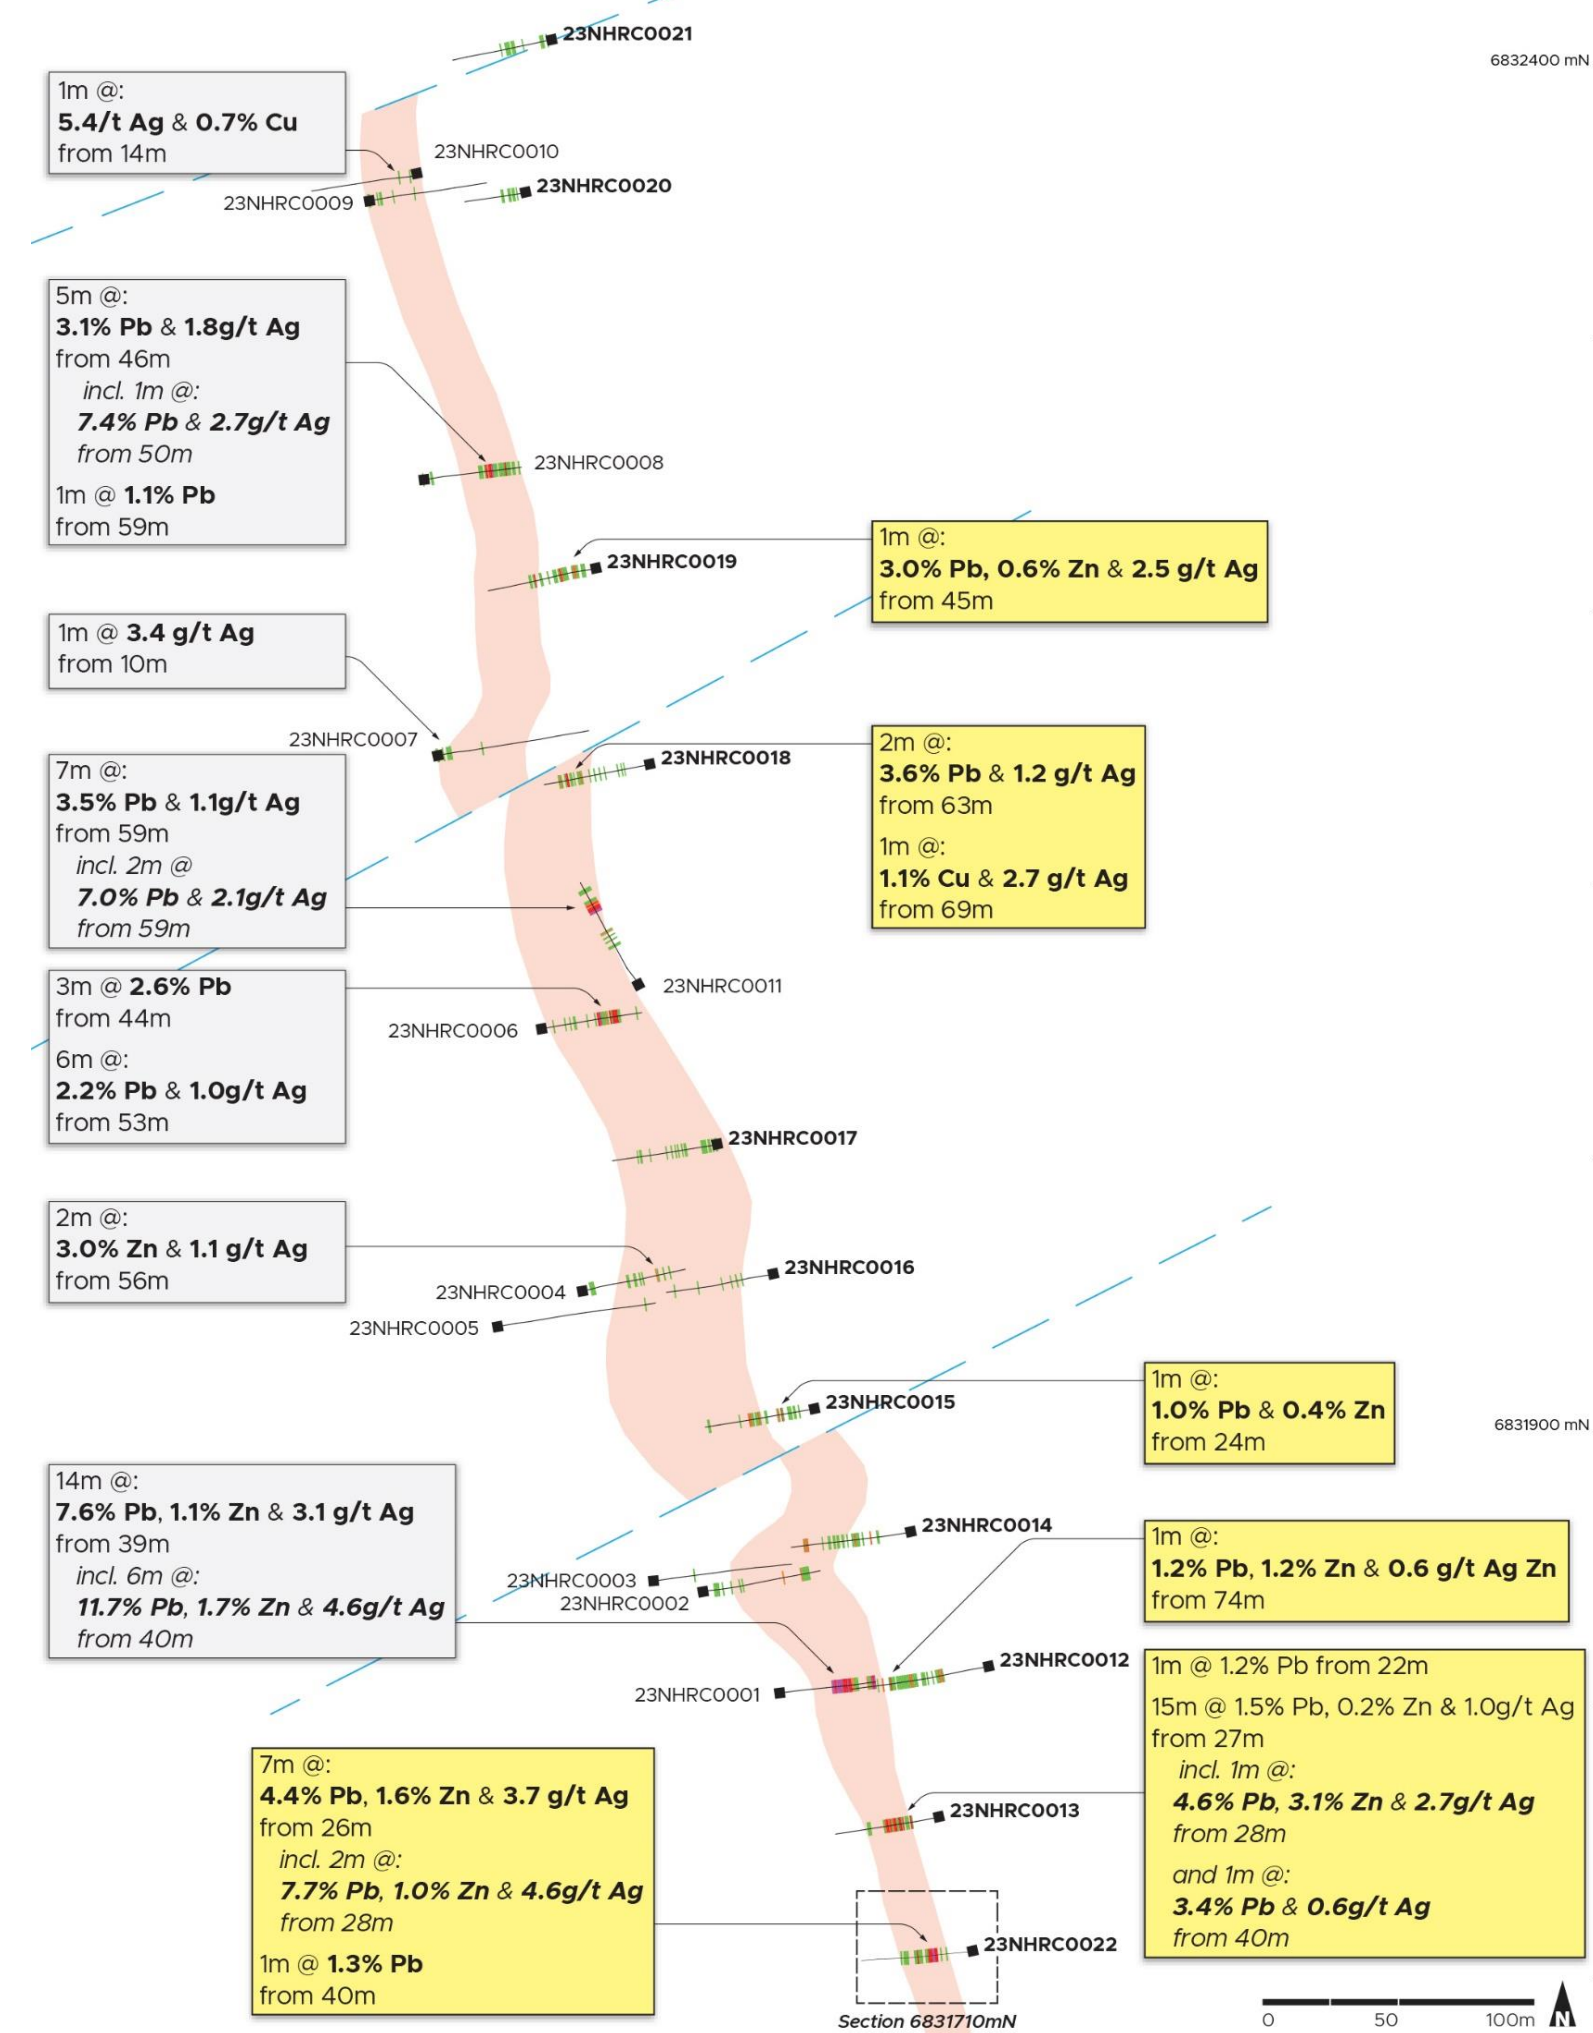 23NHRC0021
6832400 mN
1m @:
5.4/t Ag & 0.7% Cu
from 14m
23NHRC0010
23NHRC0020
23NHRC0009
5m @:
3.1% Pb & 1.8g/t Ag
from 46m
incl. 1m @:
7.4% Pb & 2.7g/t Ag
from 50m
1m @ 1.1% Pb
from 59m
23NHRC0008
23NHRC0019
1m @:
3.0% Pb, 0.6% Zn & 2.5 g/t Ag
from 45m
1m @ 3.4 g/t Ag
from 10m
23NHRC0007
23NHRC0018
2m @:
3.6% Pb & 1.2 g/t Ag
from 63m
1m @:
1.1% Cu & 2.7 g/t Ag
from 69m
7m @:
3.5% Pb & 1.1g/t Ag
from 59m
incl. 2m @
7.0% Pb & 2.1g/t Ag
from 59m
23NHRC0011
3m @ 2.6% Pb
from 44m
6m @:
2.2% Pb & 1.0g/t Ag
from 53m
23NHRC0006
23NHRC0017
2m @:
3.0% Zn & 1.1 g/t Ag
from 56m
23NHRC0016
23NHRC0004
23NHRC0005
1m @:
1.0% Pb & 0.4% Zn
from 24m
23NHRC0015
6831900 mN
14m @:
7.6% Pb, 1.1% Zn & 3.1 g/t Ag
from 39m
incl. 6m @:
11.7% Pb, 1.7% Zn & 4.6g/t Ag
from 40m
23NHRC0014
1m @:
1.2% Pb, 1.2% Zn & 0.6 g/t Ag Zn
from 74m
23NHRC0003
23NHRC0002
23NHRC0012
23NHRC0001
1m @ 1.2% Pb from 22m
15m @ 1.5% Pb, 0.2% Zn & 1.0g/t Ag
from 27m
incl. 1m @:
4.6% Pb, 3.1% Zn & 2.7g/t Ag
from 28m
and 1m @:
3.4% Pb & 0.6g/t Ag
from 40m
7m @:
4.4% Pb, 1.6% Zn & 3.7 g/t Ag
from 26m
incl. 2m @:
7.7% Pb, 1.0% Zn & 4.6g/t Ag
from 28m
1m @ 1.3% Pb
from 40m
23NHRC0013
23NHRC0022
Section 6831710mN
0 50 100m
N